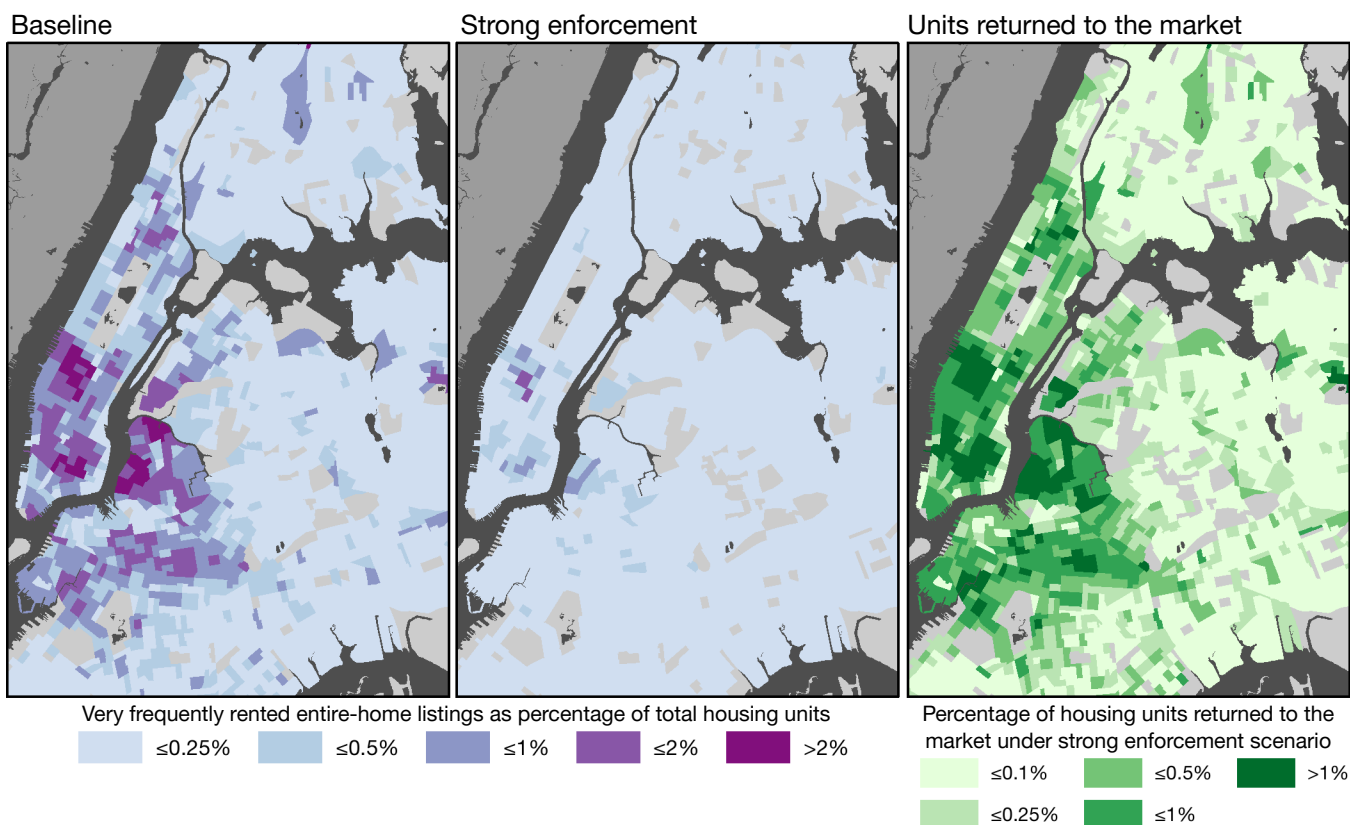 Baseline
Strong enforcement
Units returned to the market
Very frequently rented entire-home listings as percentage of total housing units
≤0.25%
≤0.5%
≤1%
≤2%
>2%
Percentage of housing units returned to the
market under strong enforcement scenario
≤0.1%
≤0.5%
>1%
≤0.25%
≤1%